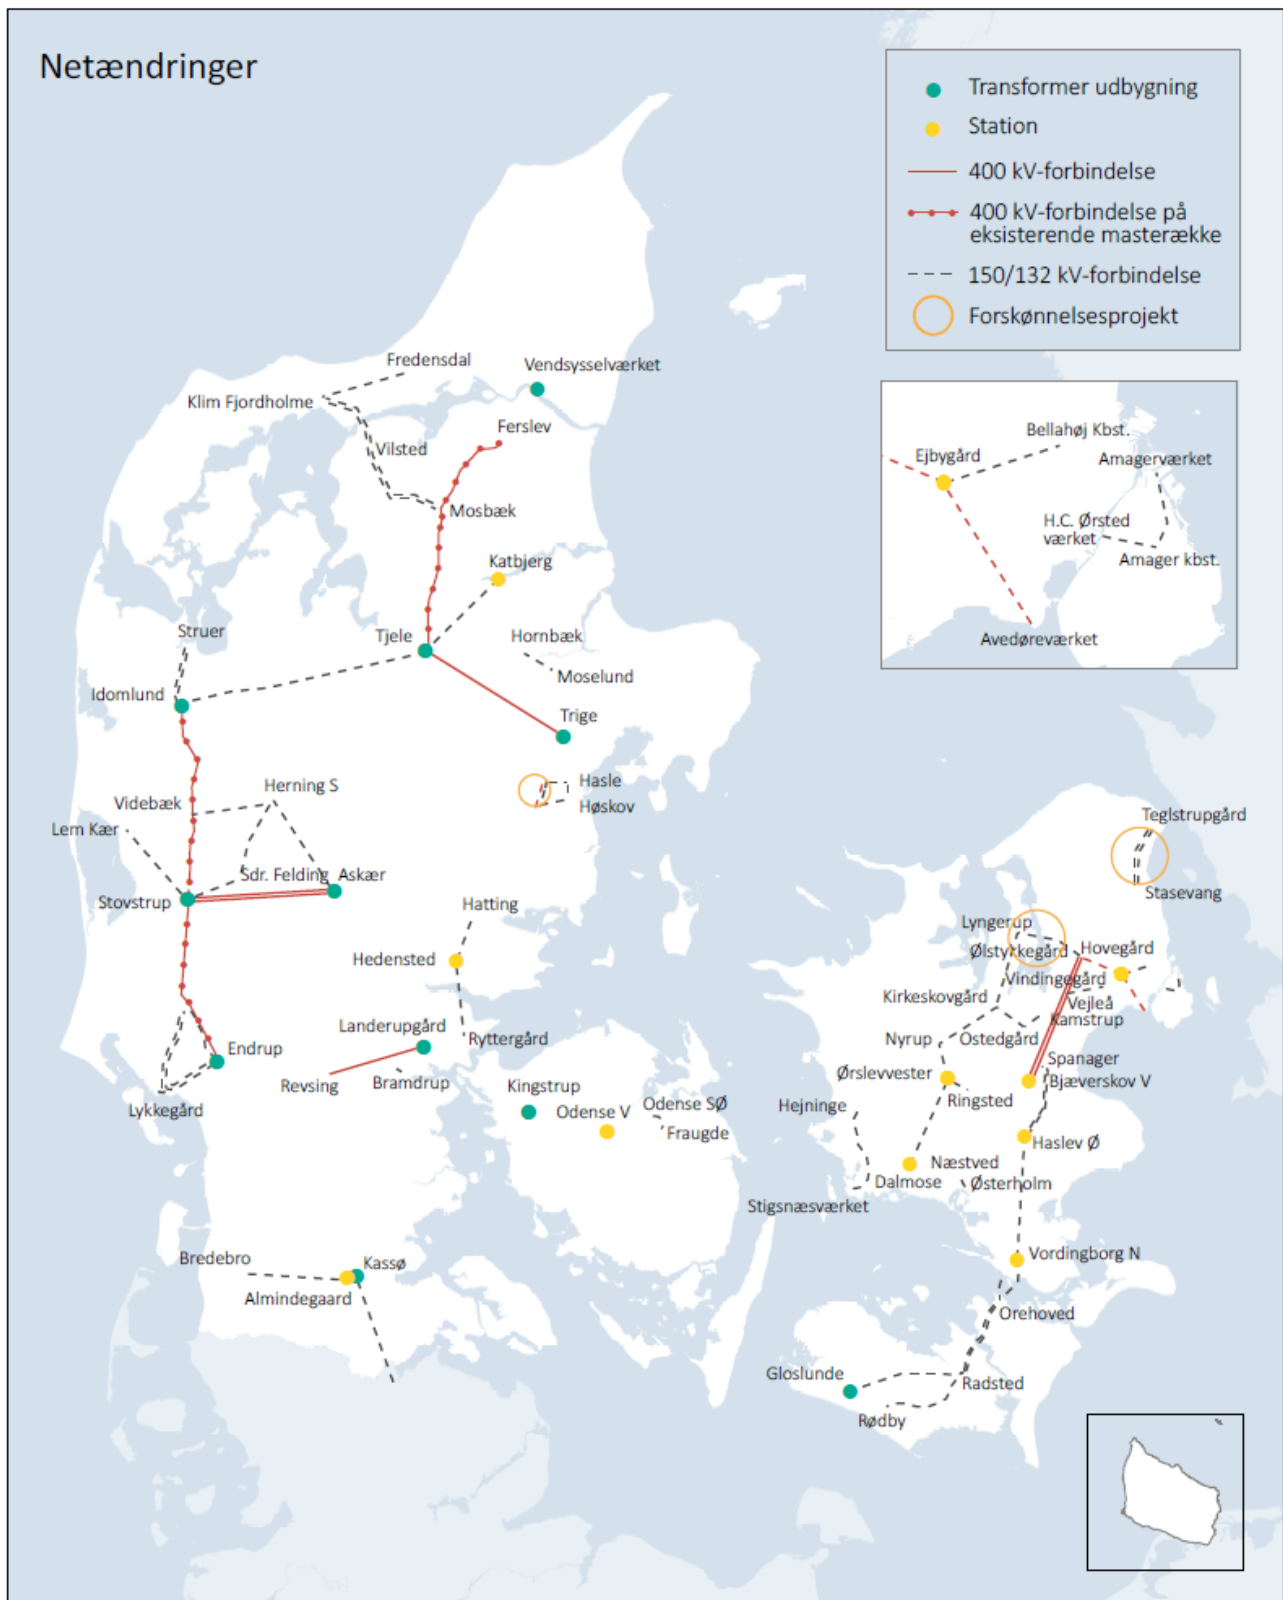 Netændringer
Transformer udbygning
Station
400 kV-forbindelse
400 kV-forbindelse på
eksisterende masterække
150/132 kV-forbindelse
Forskønnelsesprojekt
Fredensdal
Vendsysselværket
Klim Fjordholme
Ferslev
Vilsted
Mosbæk
Katbjerg
Bellahøj Kbst.
Ejbygård
Amagerværket
H.C. Ørsted
værket
Amager kbst.
Avedøreværket
Struer
Tjele
Hornbæk
Moselund
Idomlund
Trige
Herning S
Hasle
Videbæk
Høskov
Lem Kær
Sdr. Felding
Askær
Stovstrup
Hatting
Hedensted
Landerupgård
Ryttergård
Endrup
Revsing
Bramdrup
Lykkegård
Kingstrup
Odense V
Odense SØ
Fraugde
Teglstrupgård
Stasevang
Lyngerup
Ølstykkegård
Hovegård
Vindingegård
Kirkeskovgård
Vejleå
Kamstrup
Nyrup
Østedgård
Spanager
Ørslevvester
Bjæverskov V
Ringsted
Hejninge
Haslev Ø
Næstved
Dalmose
Østerholm
Stigsnæsværket
Bredebro
Kassø
Almindegaard
Vordingborg N
Orehoved
Gloslunde
Radsted
Rødby